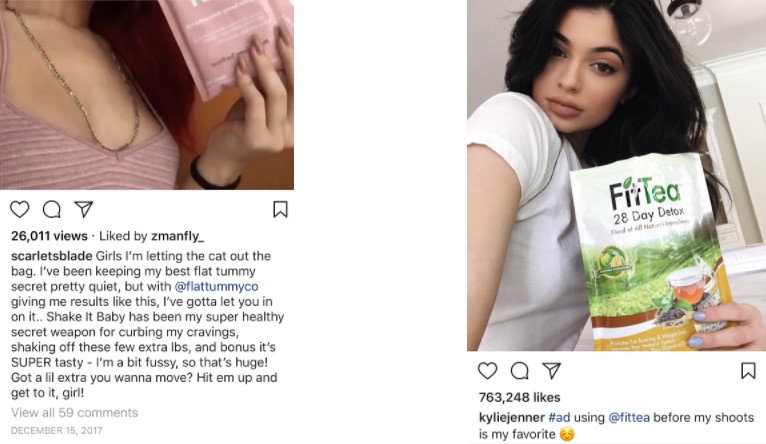 26,011 views · Liked by zmanfly_
scarletsblade Girls I'm letting the cat out the
bag. I've been keeping my best flat tummy
secret pretty quiet, but with @flattummyco
giving me results like this, I've gotta let you in
on it.. Shake It Baby has been my super healthy
secret weapon for curbing my cravings,
shaking off these few extra lbs, and bonus it's
SUPER tasty - I'm a bit fussy, so that's huge!
Got a lil extra you wanna move? Hit em up and
get to it, girl!
View all 59 comments
DECEMBER 15, 2017
FitTea
28 Day Detox
Blend of All Natural Ingredients
763,248 likes
kyliejenner #ad using @fittea before my shoots
is my favorite ☺️